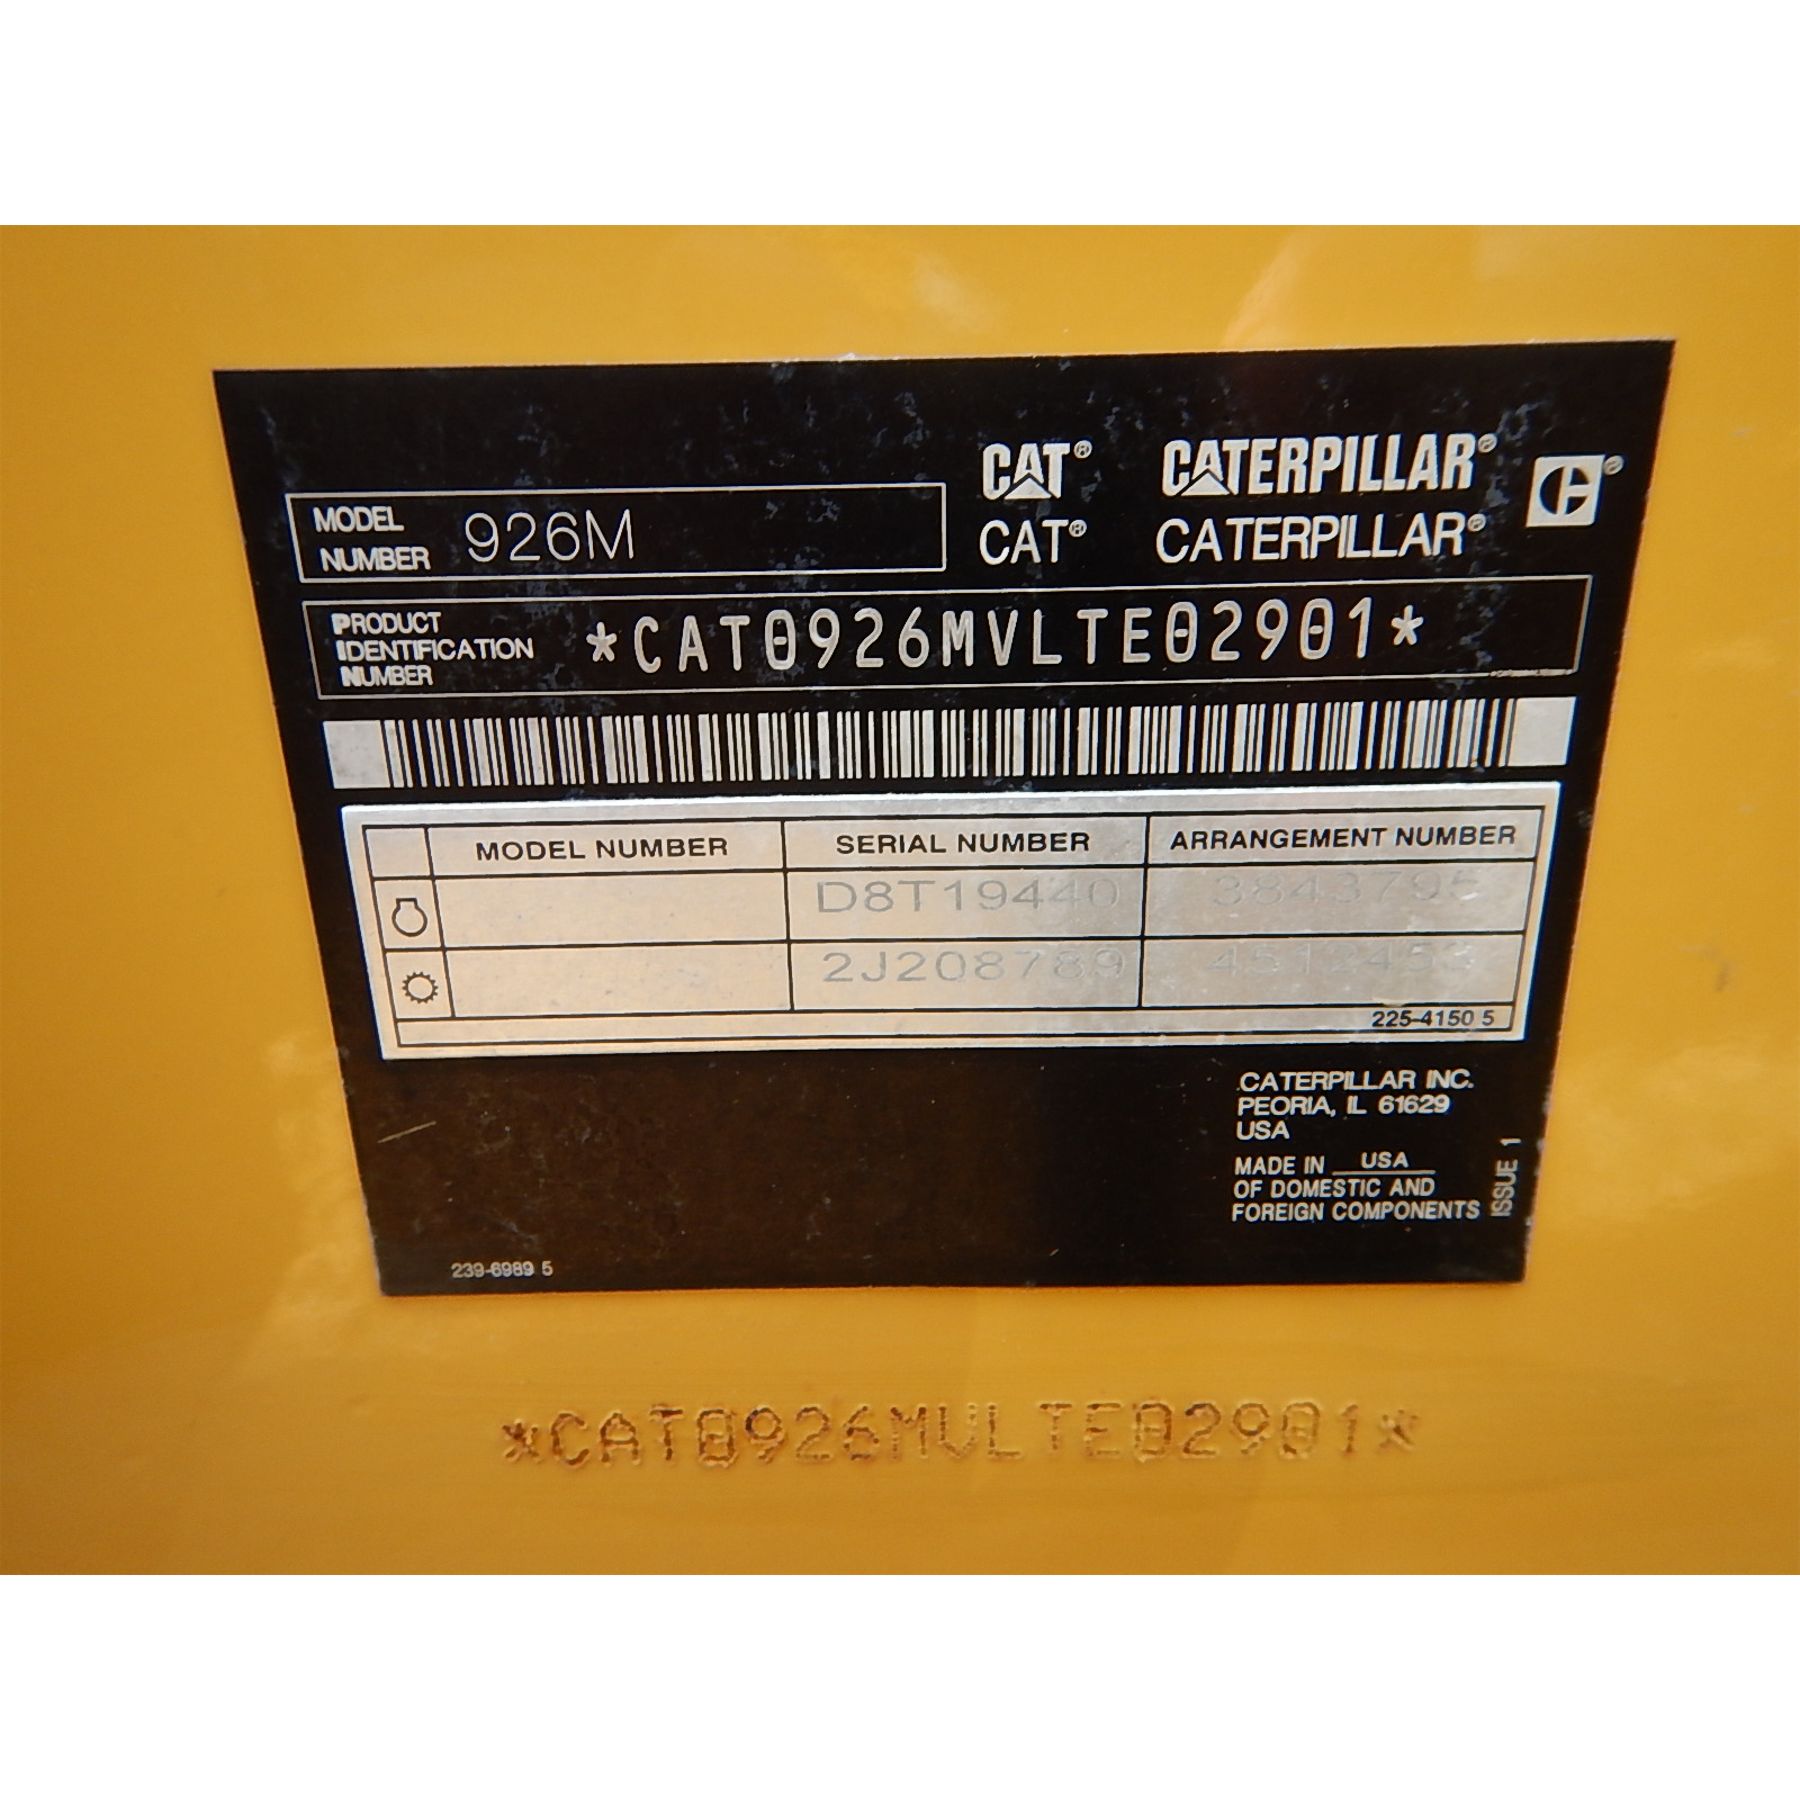 CAT® CATERPILLAR®
CAT® CATERPILLAR®
MODEL
NUMBER 926M
PRODUCT
IDENTIFICATION
NUMBER
*CAT0926MVLTE02901*
MODEL NUMBER SERIAL NUMBER ARRANGEMENT NUMBER
D8T19440 3843795
2J208789 4512453
225-4150 5
CATERPILLAR INC.
PEORIA, IL 61629
USA
MADE IN USA
OF DOMESTIC AND
FOREIGN COMPONENTS
ISSUE 1
239-6989 5
*CAT0926MVLTE02901*